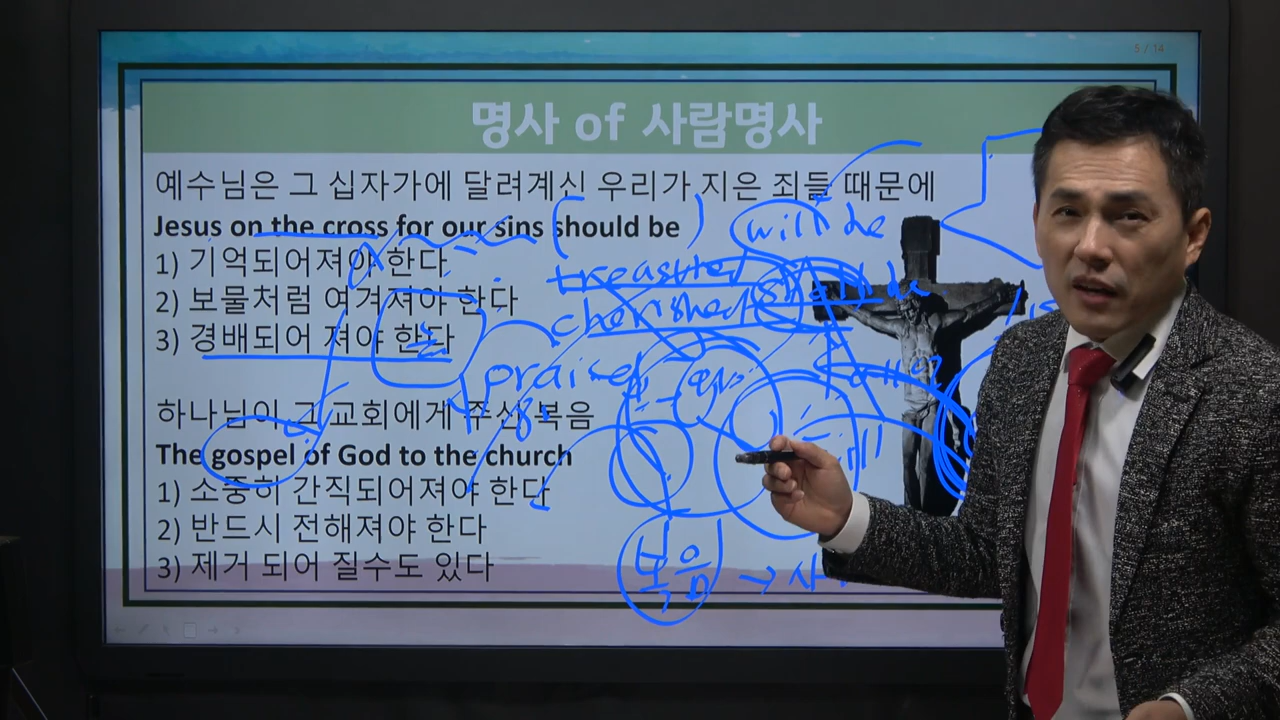 5 / 14
명사 of 사람명사
예수님은 그 십자가에 달려계신 우리가 지은 죄들 때문에
Jesus on the cross for our sins should be
( ) will be
1) 기억되어져야 한다
treasured
2) 보물처럼 여겨져야 한다
cherished
3) 경배되어 져야 한다
praised
하나님이 그 교회에게 주신 복음
The gospel of God to the church
will
1) 소중히 간직되어져야 한다
2) 반드시 전해져야 한다
3) 제거 되어 질수도 있다
복음 →